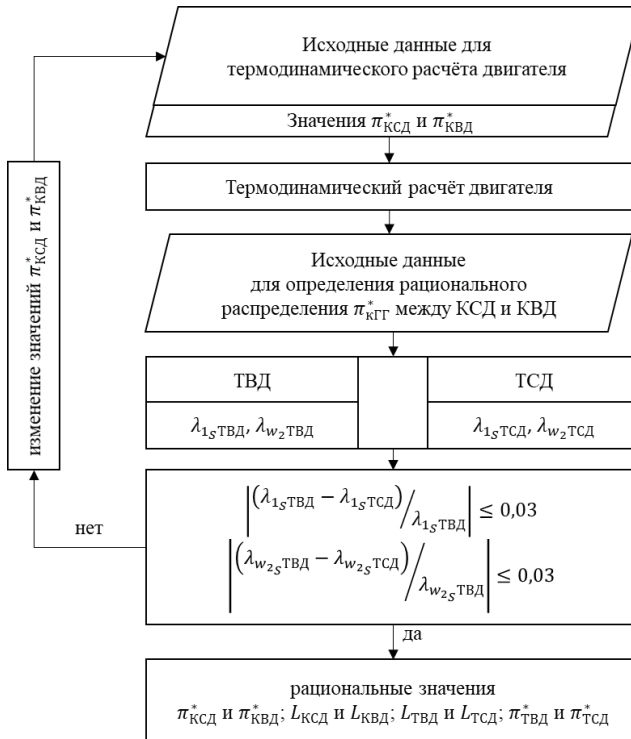 Исходные данные для
термодинамического расчёта двигателя
Значения π*КСД и π*КВД
Термодинамический расчёт двигателя
изменение значений π*КСД и π*КВД
Исходные данные
для определения рационального
распределения π*кГГ между КСД и КВД
ТВД
ТСД
λ1SТВД, λw2ТВД
λ1SТСД, λw2ТСД
|(λ1SТВД − λ1SТСД)/λ1SТВД| ≤ 0,03
|(λw2SТВД − λw2SТСД)/λw2SТВД| ≤ 0,03
нет
да
рациональные значения
π*КСД и π*КВД; LКСД и LКВД; LТВД и LТСД; π*ТВД и π*ТСД